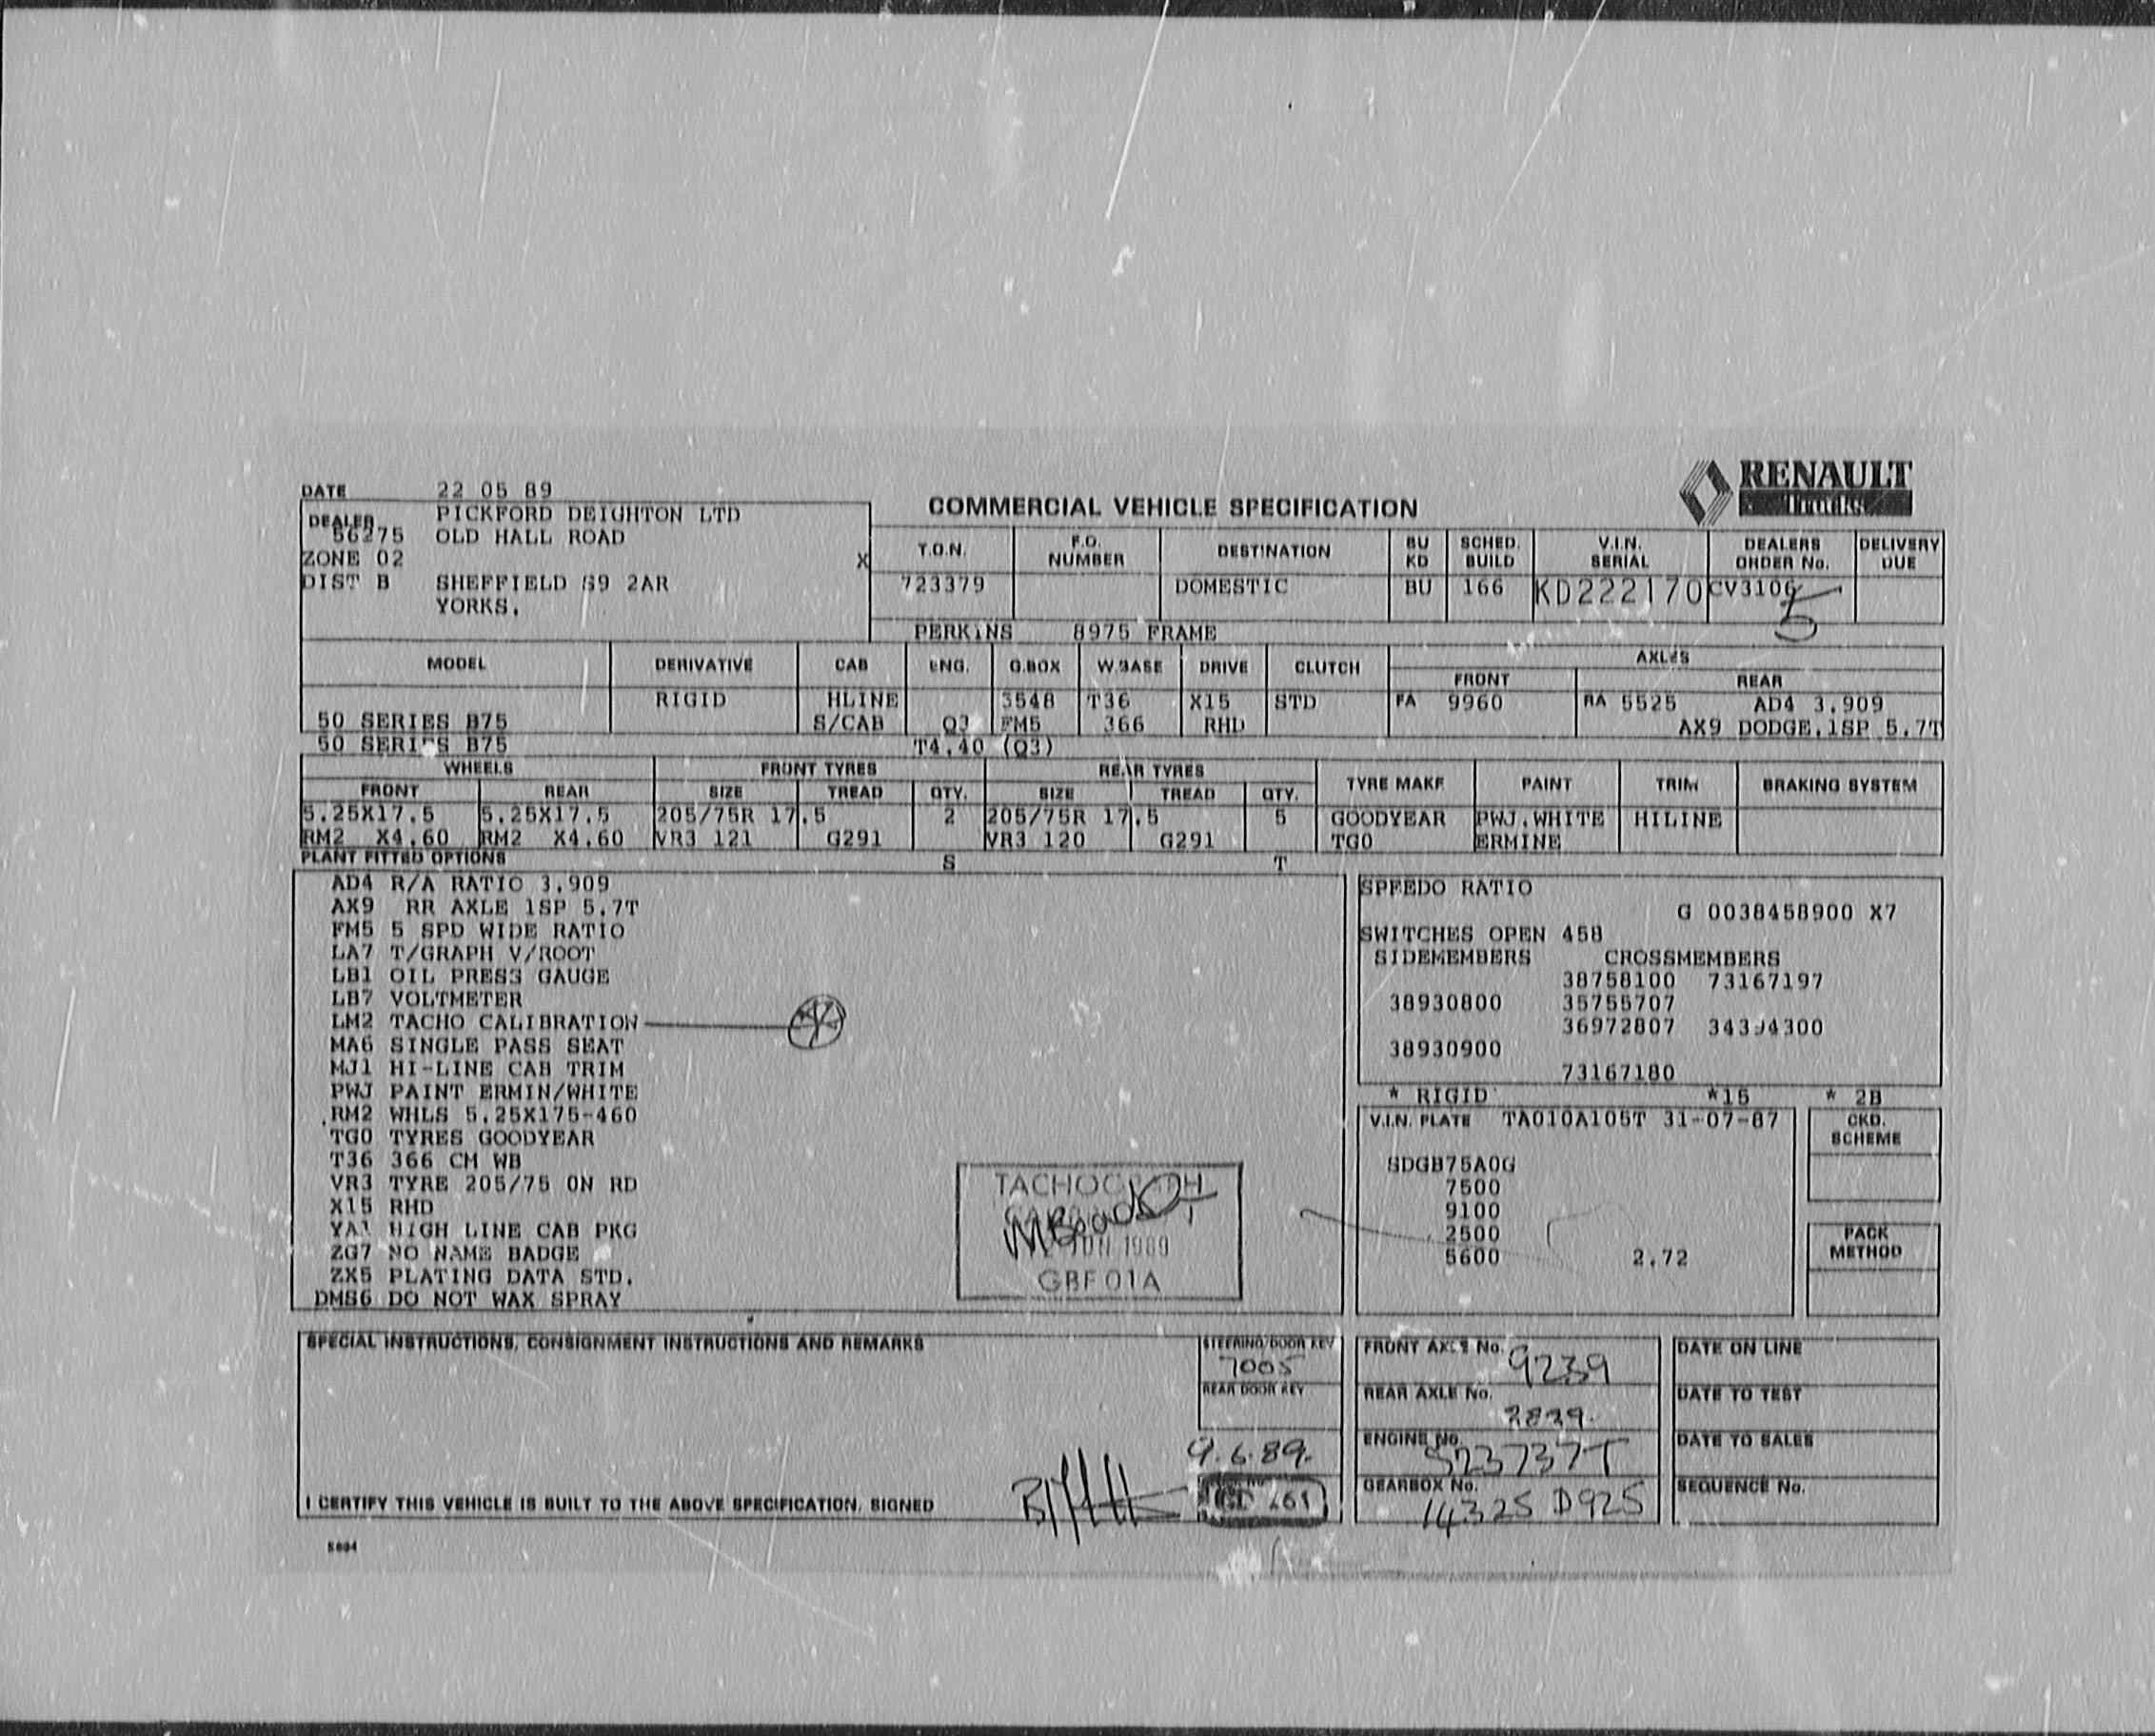 DATE 22 05 89
RENAULT
Trucks
COMMERCIAL VEHICLE SPECIFICATION
DEALER PICKFORD DEIGHTON LTD
56275 OLD HALL ROAD
ZONE 02 X
DIST B SHEFFIELD S9 2AR
YORKS.
T.O.N. F.O. NUMBER DESTINATION BU KD SCHED. BUILD V.I.N. SERIAL DEALERS ORDER No. DELIVERY DUE
723379 DOMESTIC BU 166 KD222170 CV3106 5
PERKINS 8975 FRAME
MODEL DERIVATIVE CAB ENG. G.BOX W.BASE DRIVE CLUTCH AXLES
FRONT REAR
RIGID HLINE 3548 T36 X15 STD FA 9960 RA 5525 AD4 3.909
50 SERIES B75 S/CAB Q3 FM5 366 RHD AX9 DODGE.1SP 5.7T
50 SERIES B75 T4.40 (Q3)
WHEELS FRONT TYRES REAR TYRES TYRE MAKE PAINT TRIM BRAKING SYSTEM
FRONT REAR SIZE TREAD QTY. SIZE TREAD QTY.
5.25X17.5 5.25X17.5 205/75R 17.5 2 205/75R 17.5 5 GOODYEAR PWJ.WHITE HILINE
RM2 X4.60 RM2 X4.60 VR3 121 G291 VR3 120 G291 TGO ERMINE
PLANT FITTED OPTIONS S T
AD4 R/A RATIO 3.909
AX9 RR AXLE 1SP 5.7T
FM5 5 SPD WIDE RATIO
LA7 T/GRAPH V/ROOT
LB1 OIL PRESS GAUGE
LB7 VOLTMETER
LM2 TACHO CALIBRATION
MA6 SINGLE PASS SEAT
MJ1 HI-LINE CAB TRIM
PWJ PAINT ERMIN/WHITE
RM2 WHLS 5.25X175-460
TGO TYRES GOODYEAR
T36 366 CM WB
VR3 TYRE 205/75 ON RD
X15 RHD
YA1 HIGH LINE CAB PKG
ZG7 NO NAME BADGE
ZX5 PLATING DATA STD.
DMS6 DO NOT WAX SPRAY
TACHOGRAPH
JUN 1989
GBF 01A
SPEEDO RATIO
G 0038458900 X7
SWITCHES OPEN 458
SIDEMEMBERS CROSSMEMBERS
38758100 73167197
38930800 35755707
36972807
38930900
73167180
* RIGID *15 * 2B
V.I.N. PLATE TA010A105T 31-07-87
SDGB75A0G
7500
9100
2500
5600 2.72
CKD. SCHEME
PACK METHOD
SPECIAL INSTRUCTIONS, CONSIGNMENT INSTRUCTIONS AND REMARKS
STEERING/DOOR KEY
7005
REAR DOOR KEY
9.6.89.
I CERTIFY THIS VEHICLE IS BUILT TO THE ABOVE SPECIFICATION. SIGNED
FRONT AXLE No. 9239
REAR AXLE No.
ENGINE No. S237377T
GEARBOX No. 14325 D925
DATE ON LINE
DATE TO TEST
DATE TO SALES
SEQUENCE No.